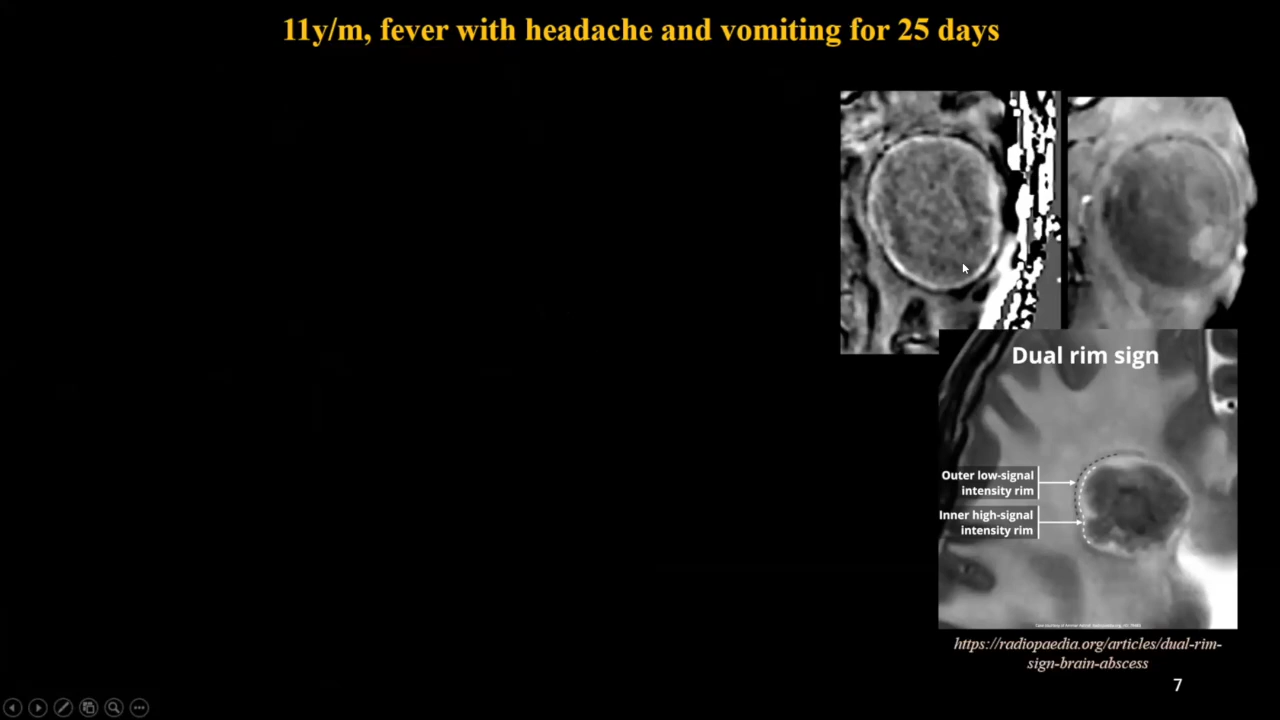 11y/m, fever with headache and vomiting for 25 days
Dual rim sign
Outer low-signal
intensity rim
Inner high-signal
intensity rim
https://radiopaedia.org/articles/dual-rim-
sign-brain-abscess
7